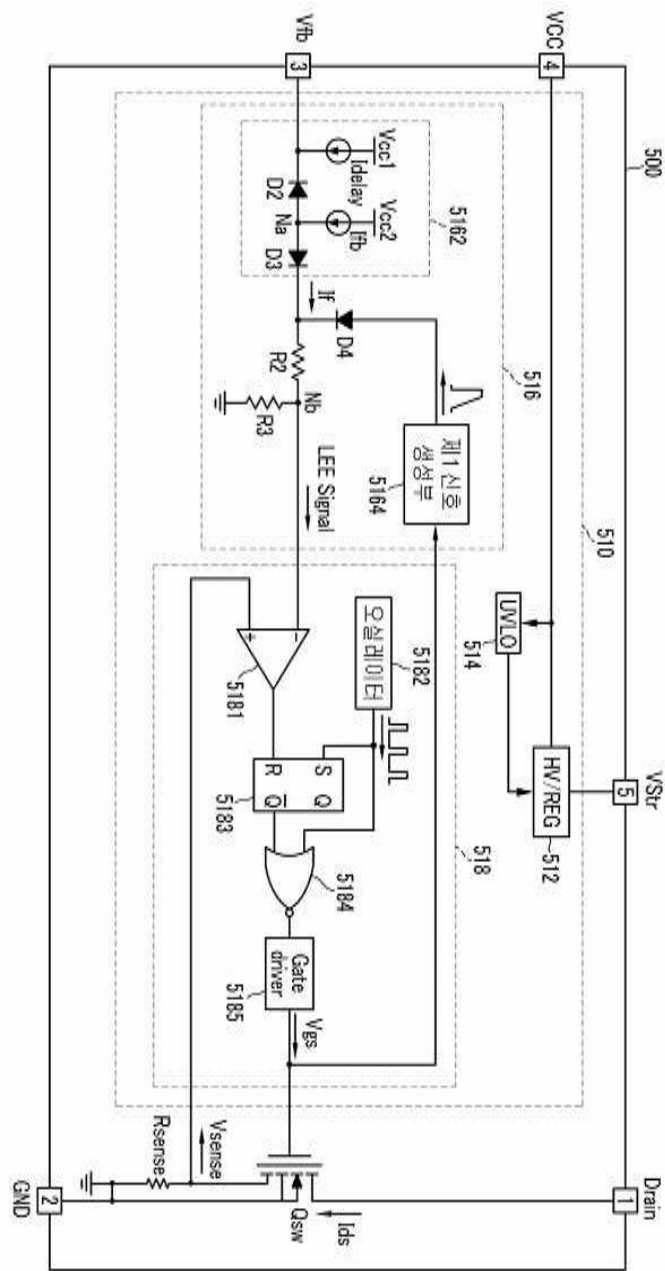 500
VCC
4
Vfb
3
VStr
5
Drain
1
GND
2
510
HV/REG
512
UVLO
514
516
5162
Vcc1
Idelay
Vcc2
Ifb
D2
Na
D3
If
D4
제1신호
생성부
5164
R2
Nb
R3
LEE Signal
518
오실레이터
5182
-
+
5181
S Q
R Q
5183
5184
Gate
driver
5185
Vgs
Vsense
Rsense
Qsw
Ids